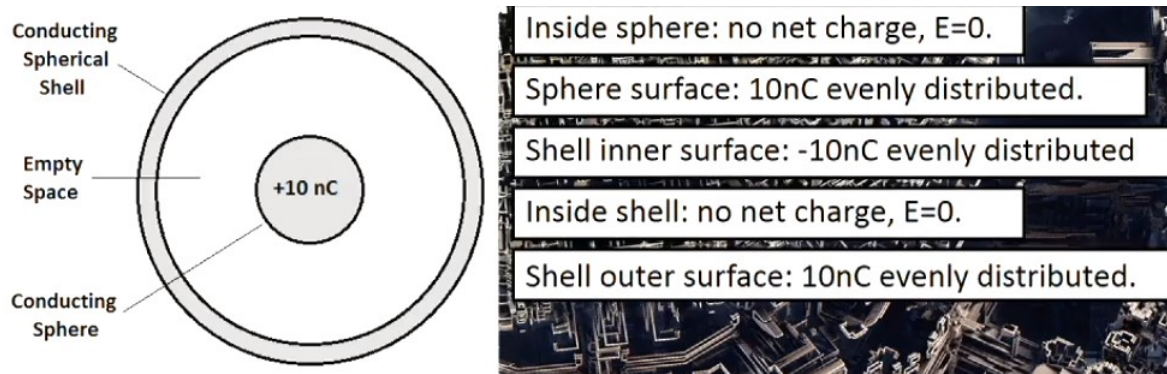 Conducting
Spherical
Shell
Empty
Space
+10 nC
Conducting
Sphere
Inside sphere: no net charge, E=0.
Sphere surface: 10nC evenly distributed.
Shell inner surface: -10nC evenly distributed
Inside shell: no net charge, E=0.
Shell outer surface: 10nC evenly distributed.